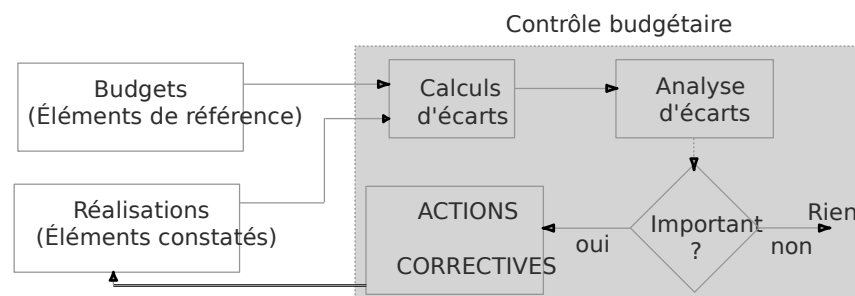 Contrôle budgétaire
Budgets
(Éléments de référence)
Calculs
d'écarts
Analyse
d'écarts
Réalisations
(Éléments constatés)
ACTIONS
CORRECTIVES
oui
Important
?
non
Rien